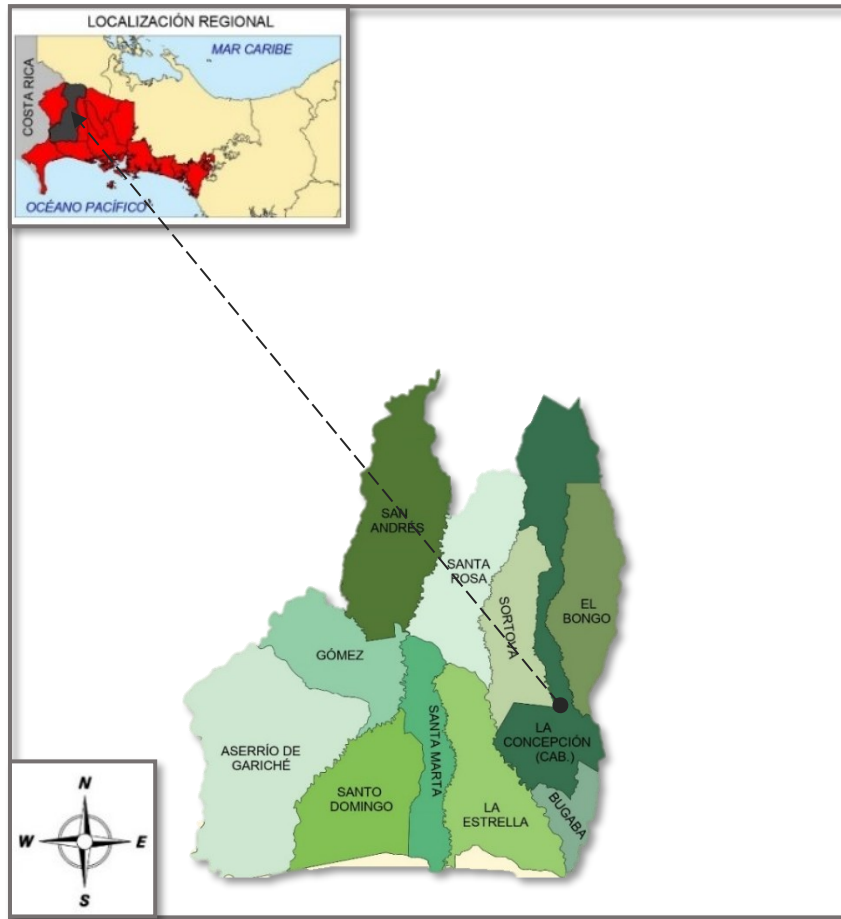 LOCALIZACIÓN REGIONAL
MAR CARIBE
COSTA RICA
OCÉANO PACÍFICO
SAN
ANDRÉS
SANTA
ROSA
SORTOVA
EL
BONGO
GÓMEZ
SANTA MARTA
LA
CONCEPCIÓN
(CAB.)
ASERRÍO DE
GARICHÉ
SANTO
DOMINGO
LA
ESTRELLA
BUGABA
N
W
E
S